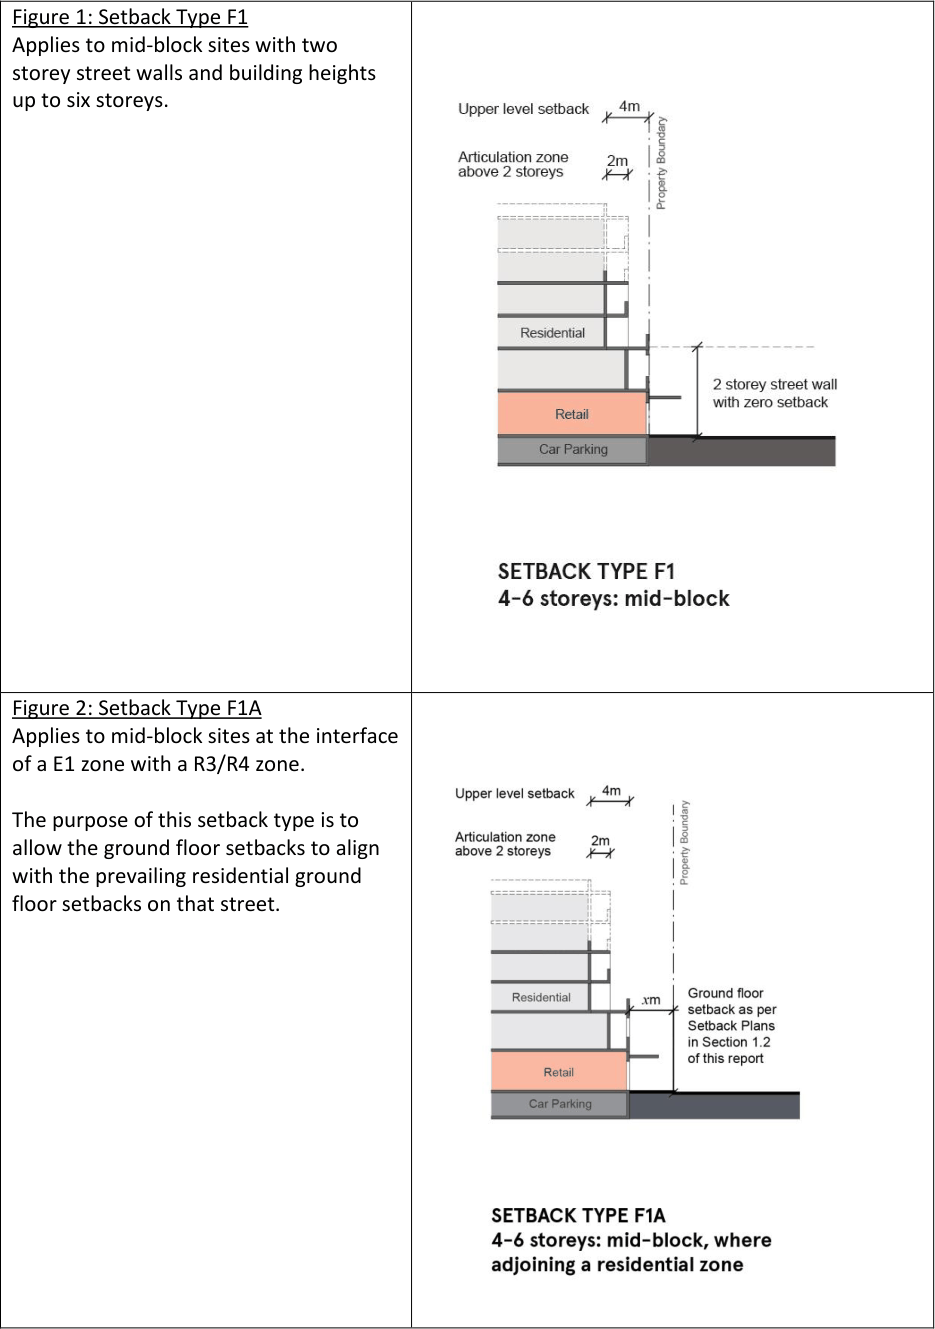 Figure 1: Setback Type F1
Applies to mid-block sites with two
storey street walls and building heights
up to six storeys.
Upper level setback
4m
Property Boundary
Articulation zone
above 2 storeys
2m
Residential
2 storey street wall
with zero setback
Retail
Car Parking
SETBACK TYPE F1
4-6 storeys: mid-block
Figure 2: Setback Type F1A
Applies to mid-block sites at the interface
of a E1 zone with a R3/R4 zone.
The purpose of this setback type is to
allow the ground floor setbacks to align
with the prevailing residential ground
floor setbacks on that street.
Upper level setback
4m
Property Boundary
Articulation zone
above 2 storeys
2m
Residential
xm
Ground floor
setback as per
Setback Plans
in Section 1.2
of this report
Retail
Car Parking
SETBACK TYPE F1A
4-6 storeys: mid-block, where
adjoining a residential zone